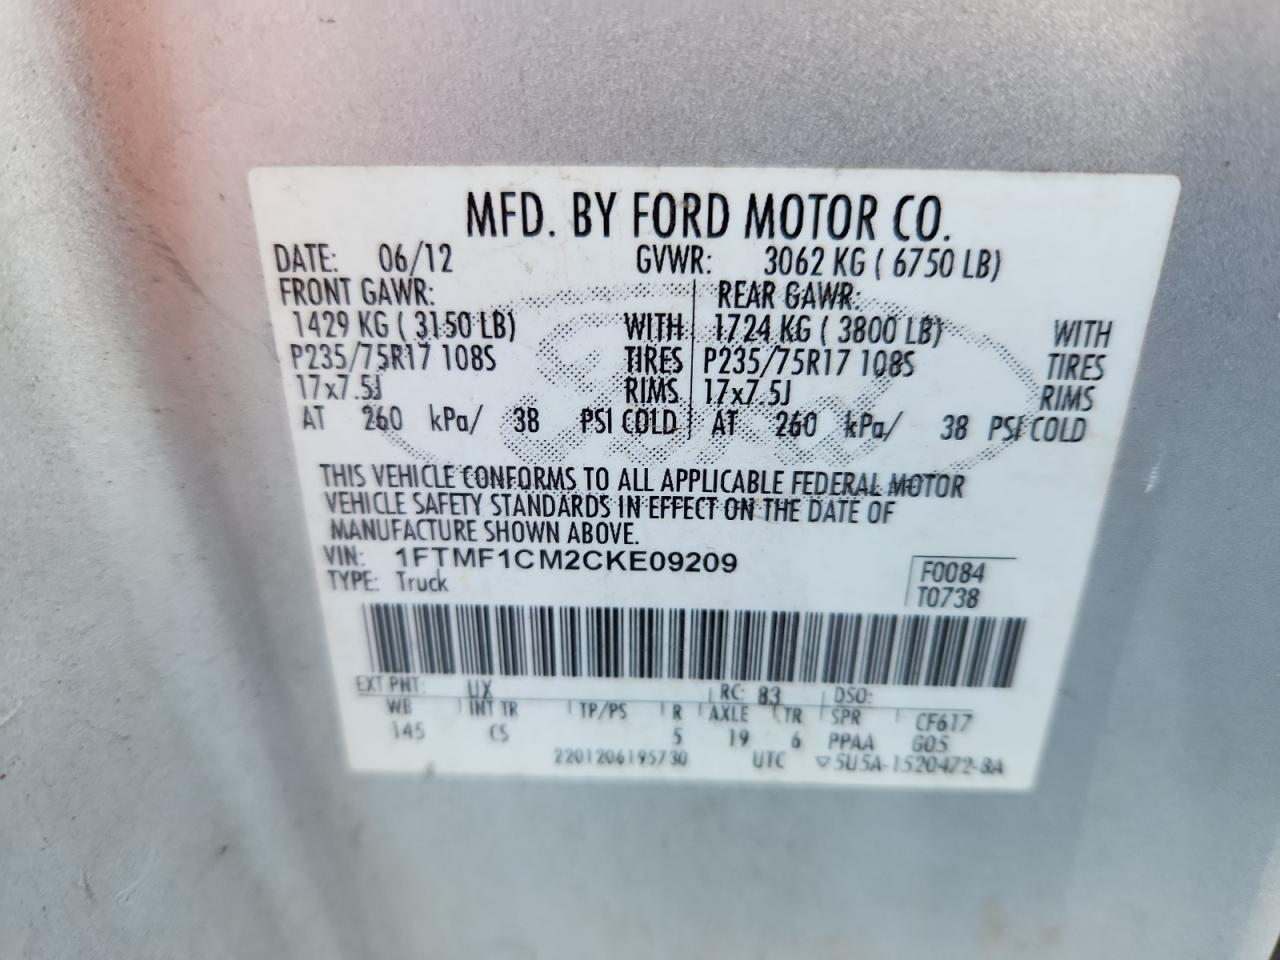 MFD. BY FORD MOTOR CO.
DATE: 06/12 GVWR: 3062 KG ( 6750 LB)
FRONT GAWR: REAR GAWR:
1429 KG ( 3150 LB) WITH 1724 KG ( 3800 LB) WITH
P235/75R17 108S TIRES P235/75R17 108S TIRES
17x7.5J RIMS 17x7.5J RIMS
AT 260 kPa/ 38 PSI COLD AT 260 kPa/ 38 PSI COLD
THIS VEHICLE CONFORMS TO ALL APPLICABLE FEDERAL MOTOR
VEHICLE SAFETY STANDARDS IN EFFECT ON THE DATE OF
MANUFACTURE SHOWN ABOVE.
VIN: 1FTMF1CM2CKE09209
TYPE: Truck
F0084
T0738
EXT PNT: UX RC: 83 DSO:
WB INT TR TP/PS R AXLE TR SPR CF617
145 CS 5 19 6 PPAA G05
2201206195730 UTC ▽5U5A-1520472-BA